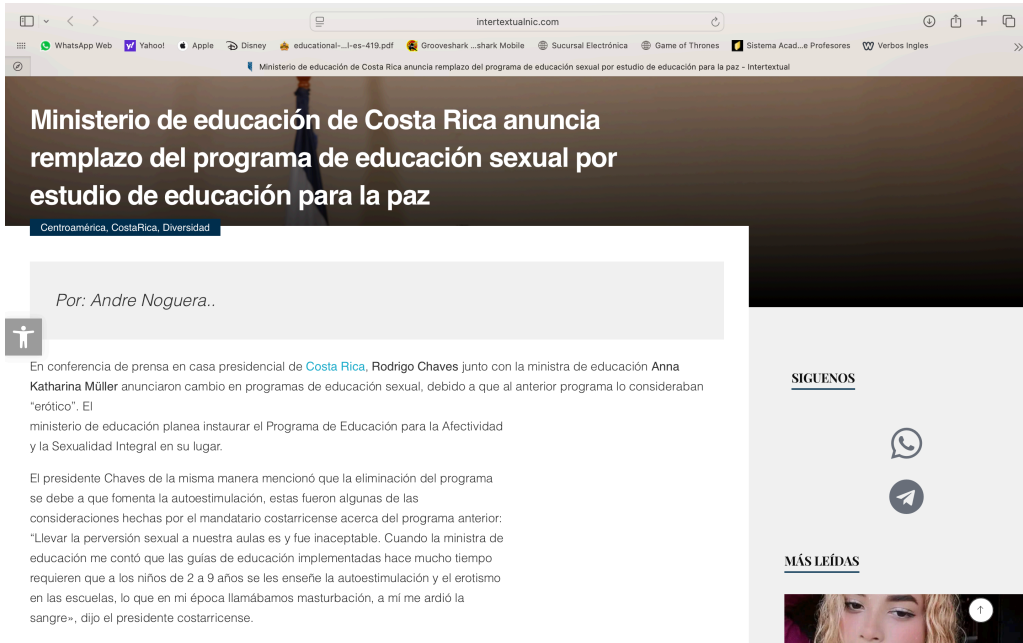 intertextualnic.com
WhatsApp Web
Yahoo!
Apple
Disney
educational-...l-es-419.pdf
Grooveshark ...shark Mobile
Sucursal Electrónica
Game of Thrones
Sistema Acad...e Profesores
Verbos Ingles
Ministerio de educación de Costa Rica anuncia remplazo del programa de educación sexual por estudio de educación para la paz - Intertextual
Ministerio de educación de Costa Rica anuncia
remplazo del programa de educación sexual por
estudio de educación para la paz
Centroamérica, CostaRica, Diversidad
Por: Andre Noguera..
En conferencia de prensa en casa presidencial de Costa Rica, Rodrigo Chaves junto con la ministra de educación Anna
Katharina Müller anunciaron cambio en programas de educación sexual, debido a que al anterior programa lo consideraban
“erótico”. El
ministerio de educación planea instaurar el Programa de Educación para la Afectividad
y la Sexualidad Integral en su lugar.
El presidente Chaves de la misma manera mencionó que la eliminación del programa
se debe a que fomenta la autoestimulación, estas fueron algunas de las
consideraciones hechas por el mandatario costarricense acerca del programa anterior:
“Llevar la perversión sexual a nuestra aulas es y fue inaceptable. Cuando la ministra de
educación me contó que las guías de educación implementadas hace mucho tiempo
requieren que a los niños de 2 a 9 años se les enseñe la autoestimulación y el erotismo
en las escuelas, lo que en mi época llamábamos masturbación, a mí me ardió la
sangre», dijo el presidente costarricense.
SIGUENOS
MÁS LEÍDAS